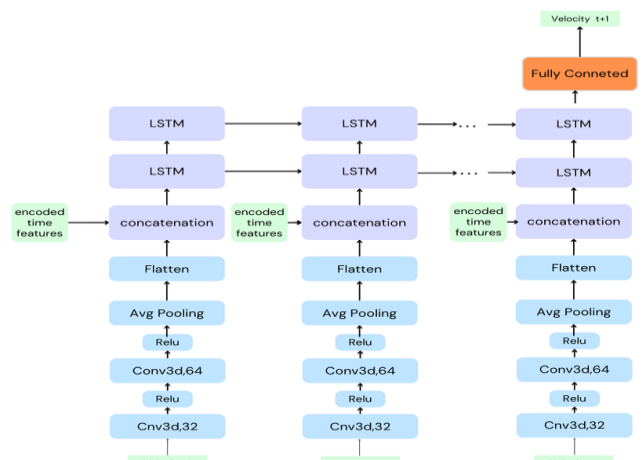 Velocity t+1
Fully Conneted
LSTM
LSTM
...
LSTM
LSTM
LSTM
...
LSTM
encoded
time
features
concatenation
encoded
time
features
concatenation
encoded
time
features
concatenation
Flatten
Flatten
Flatten
Avg Pooling
Avg Pooling
Avg Pooling
Relu
Relu
Relu
Conv3d,64
Conv3d,64
Conv3d,64
Relu
Relu
Relu
Cnv3d,32
Cnv3d,32
Cnv3d,32